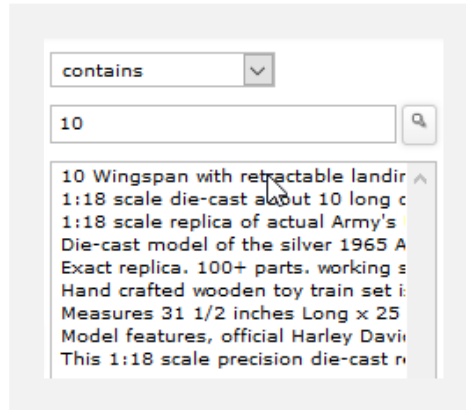 contains
10
10 Wingspan with retractable landir
1:18 scale die-cast about 10 long
1:18 scale replica of actual Army's
Die-cast model of the silver 1965 A
Exact replica. 100+ parts. working s
Hand crafted wooden toy train set i
Measures 31 1/2 inches Long x 25
Model features, official Harley Davi
This 1:18 scale precision die-cast r